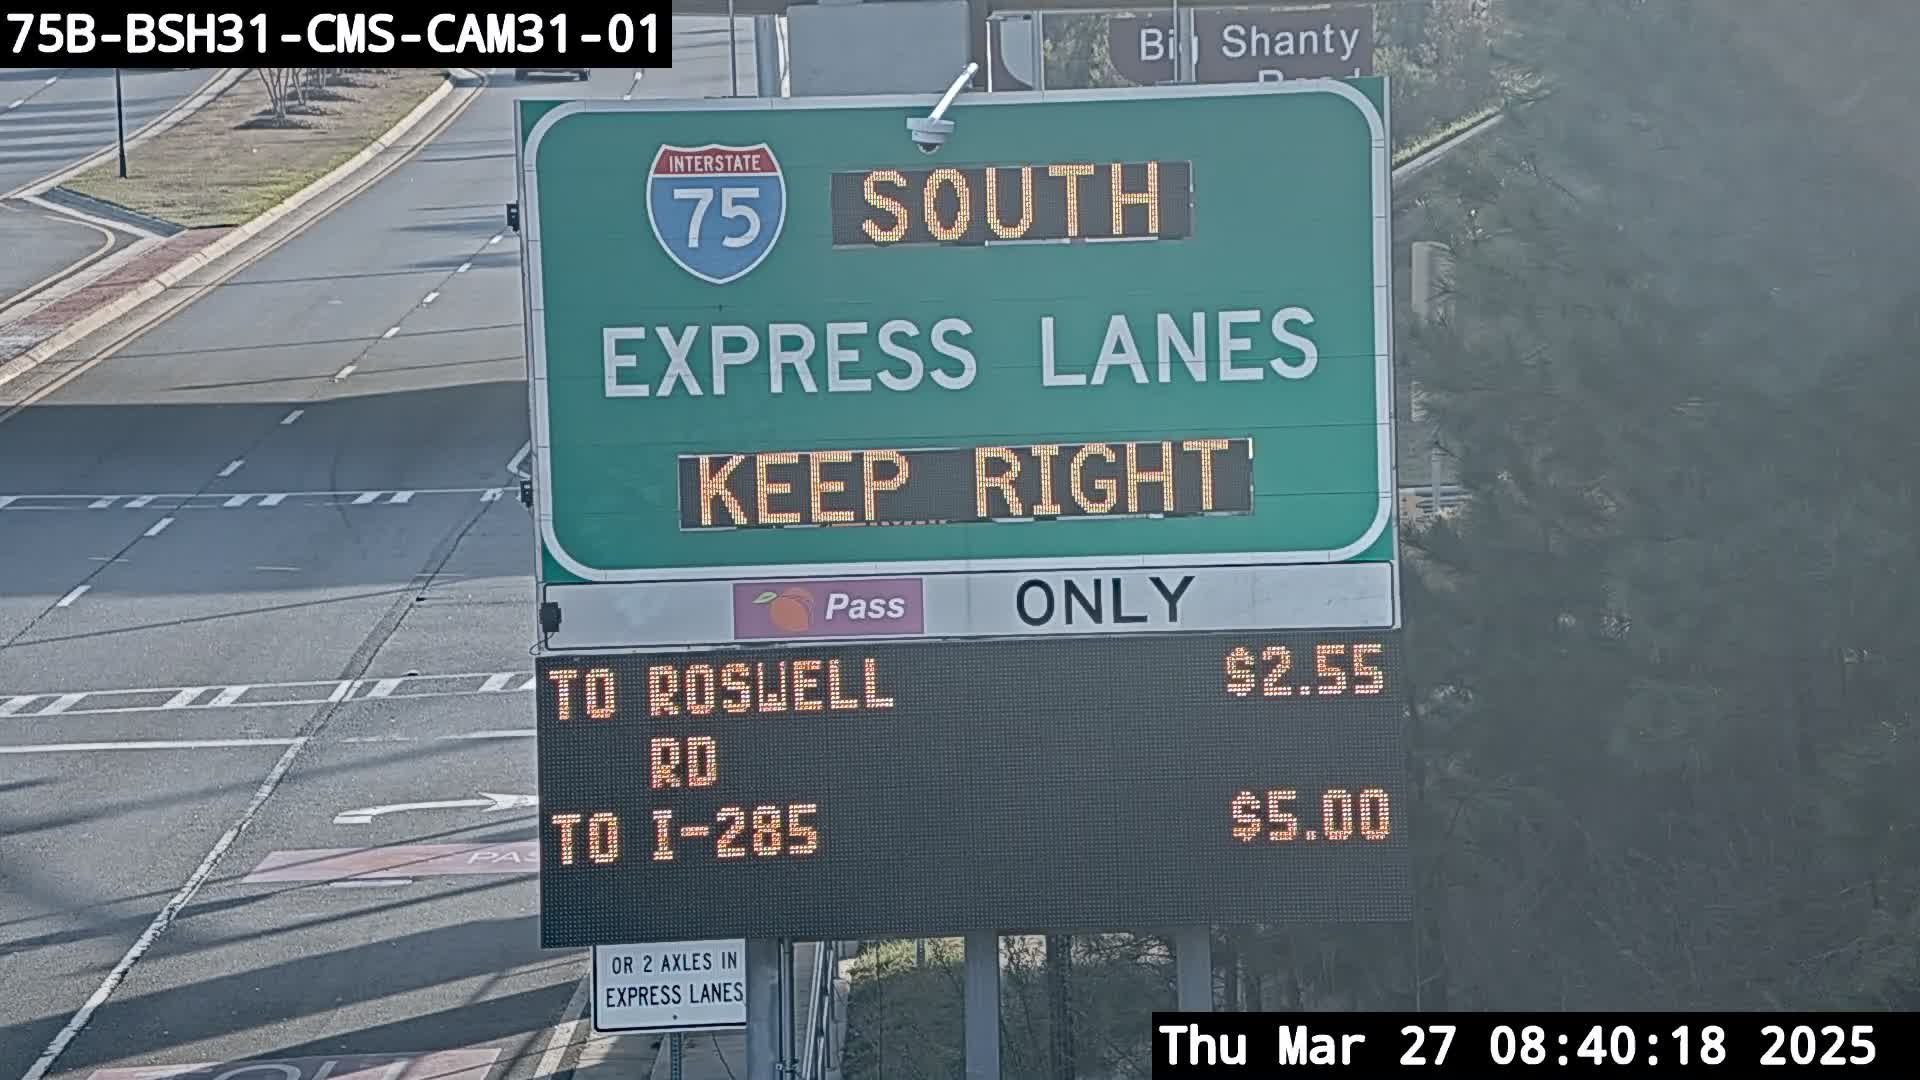 75B-BSH31-CMS-CAM31-01
Big Shanty
Road
INTERSTATE
75
SOUTH
EXPRESS LANES
KEEP RIGHT
Pass ONLY
TO ROSWELL $2.55
RD
TO I-285 $5.00
OR 2 AXLES IN
EXPRESS LANES
Thu Mar 27 08:40:18 2025